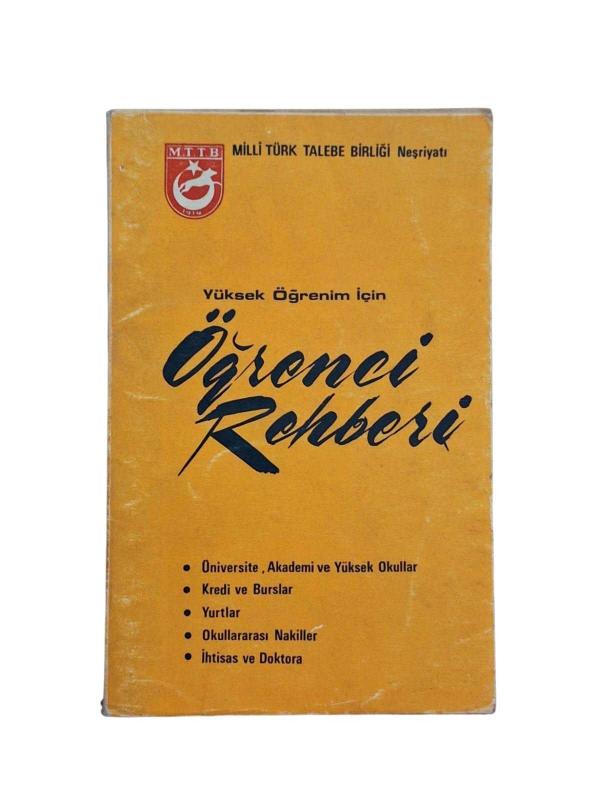 M.T.T.B
1916
MİLLİ TÜRK TALEBE BİRLİĞİ Neşriyatı
Yüksek Öğrenim İçin
Öğrenci
Rehberi
• Üniversite, Akademi ve Yüksek Okullar
• Kredi ve Burslar
• Yurtlar
• Okullararası Nakiller
• İhtisas ve Doktora